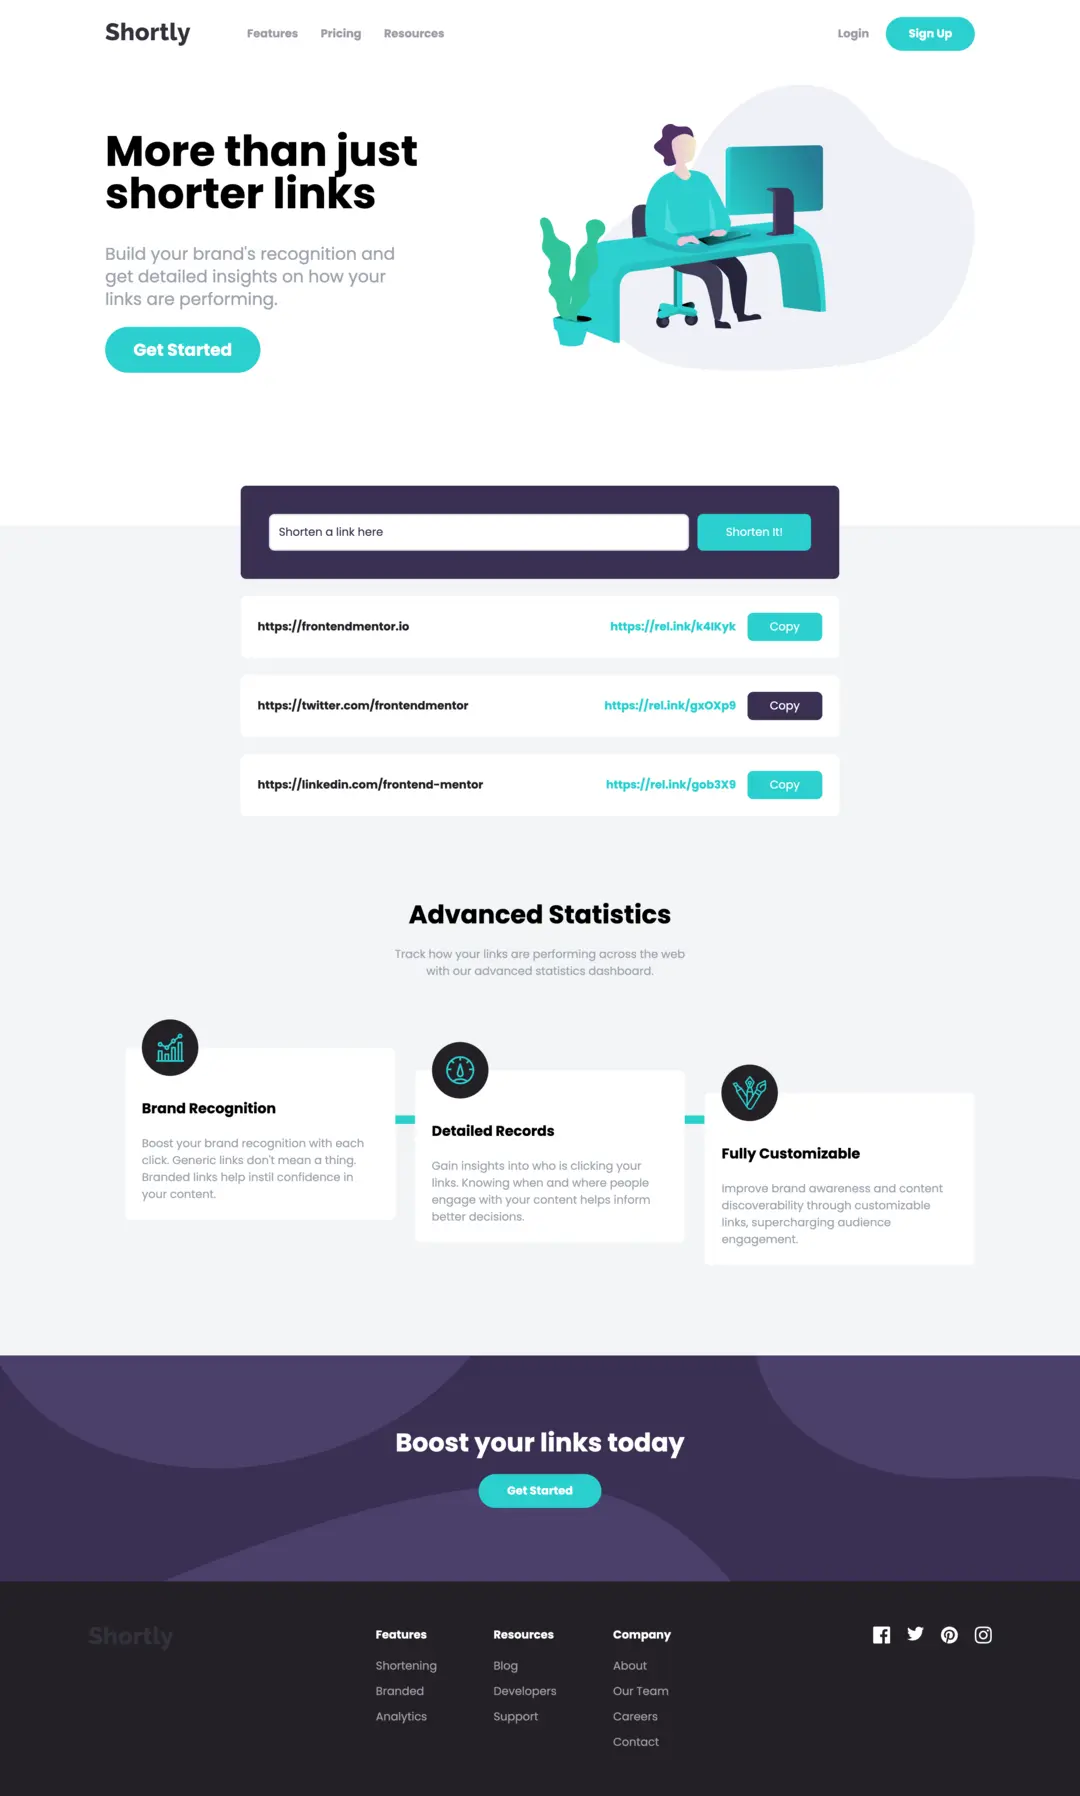 Shortly
Features Pricing Resources
Login Sign Up
More than just
shorter links
Build your brand's recognition and
get detailed insights on how your
links are performing.
Get Started
Shorten a link here
Shorten It!
https://frontendmentor.io
https://rel.ink/k4IKyk
Copy
https://twitter.com/frontendmentor
https://rel.ink/gxOXp9
Copy
https://linkedin.com/frontend-mentor
https://rel.ink/gob3X9
Copy
Advanced Statistics
Track how your links are performing across the web
with our advanced statistics dashboard.
Brand Recognition
Boost your brand recognition with each
click. Generic links don't mean a thing.
Branded links help instil confidence in
your content.
Detailed Records
Gain insights into who is clicking your
links. Knowing when and where people
engage with your content helps inform
better decisions.
Fully Customizable
Improve brand awareness and content
discoverability through customizable
links, supercharging audience
engagement.
Boost your links today
Get Started
Shortly
Features
Shortening
Branded
Analytics
Resources
Blog
Developers
Support
Company
About
Our Team
Careers
Contact